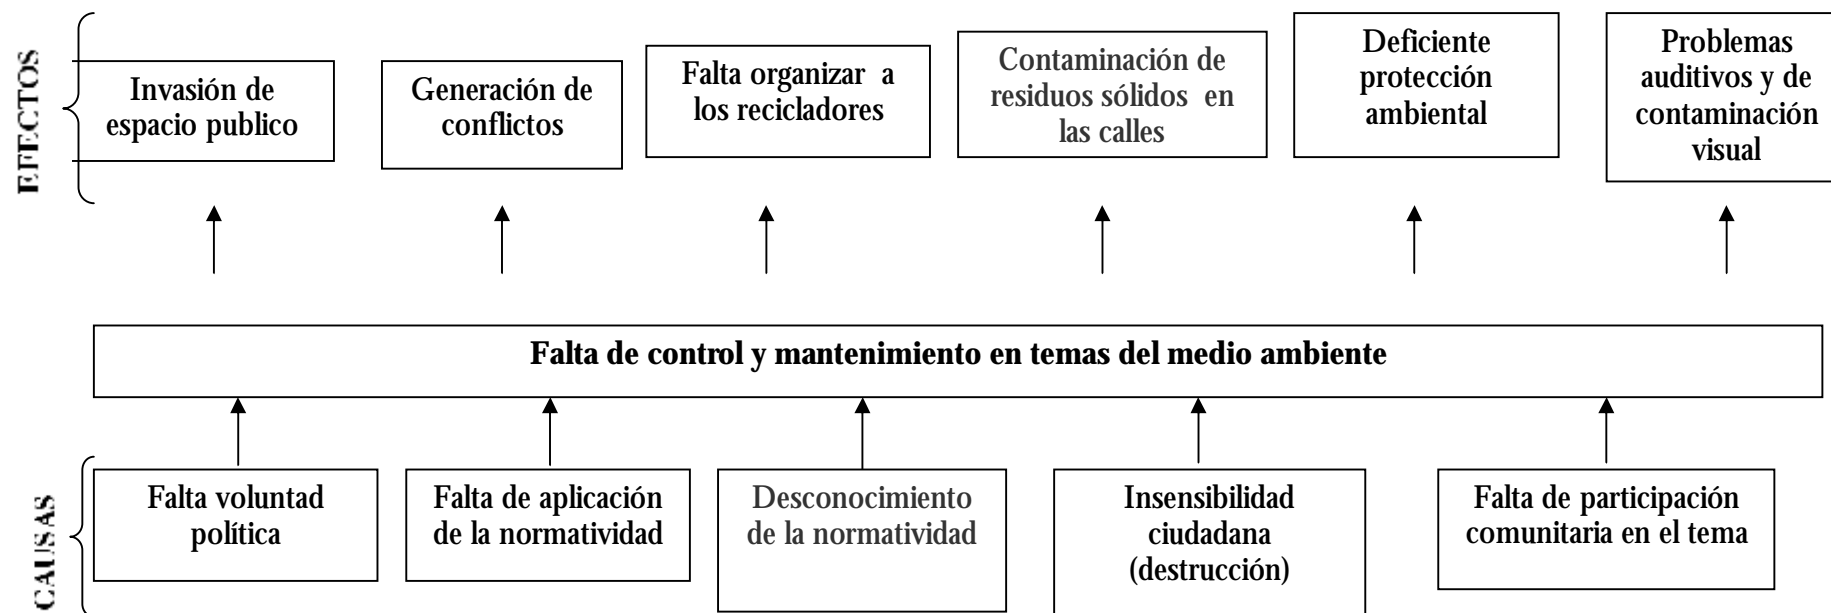 EFECTOS
Invasión de
espacio publico
Generación de
conflictos
Falta organizar a
los recicladores
Contaminación de
residuos sólidos en
las calles
Deficiente
protección
ambiental
Problemas
auditivos y de
contaminación
visual
Falta de control y mantenimiento en temas del medio ambiente
CAUSAS
Falta voluntad
política
Falta de aplicación
de la normatividad
Desconocimiento
de la normatividad
Insensibilidad
ciudadana
(destrucción)
Falta de participación
comunitaria en el tema